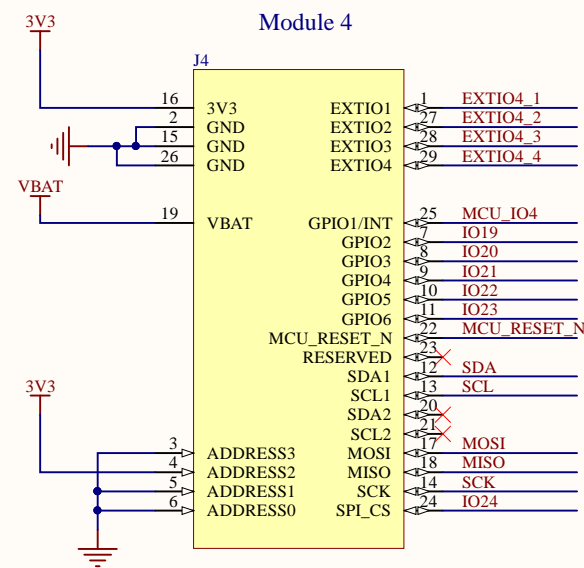 Module 4
3V3
J4
16 3V3 EXTIO1 1 EXTIO4_1
2 GND EXTIO2 27 EXTIO4_2
15 GND EXTIO3 28 EXTIO4_3
26 GND EXTIO4 29 EXTIO4_4
VBAT
19 VBAT GPIO1/INT 25 MCU_IO4
GPIO2 7 IO19
GPIO3 8 IO20
GPIO4 9 IO21
GPIO5 10 IO22
GPIO6 11 IO23
MCU_RESET_N 22 MCU_RESET_N
RESERVED 23
3V3
SDA1 12 SDA
SCL1 13 SCL
SDA2 20
SCL2 21
3 ADDRESS3 MOSI 17 MOSI
4 ADDRESS2 MISO 18 MISO
5 ADDRESS1 SCK 14 SCK
6 ADDRESS0 SPI_CS 24 IO24